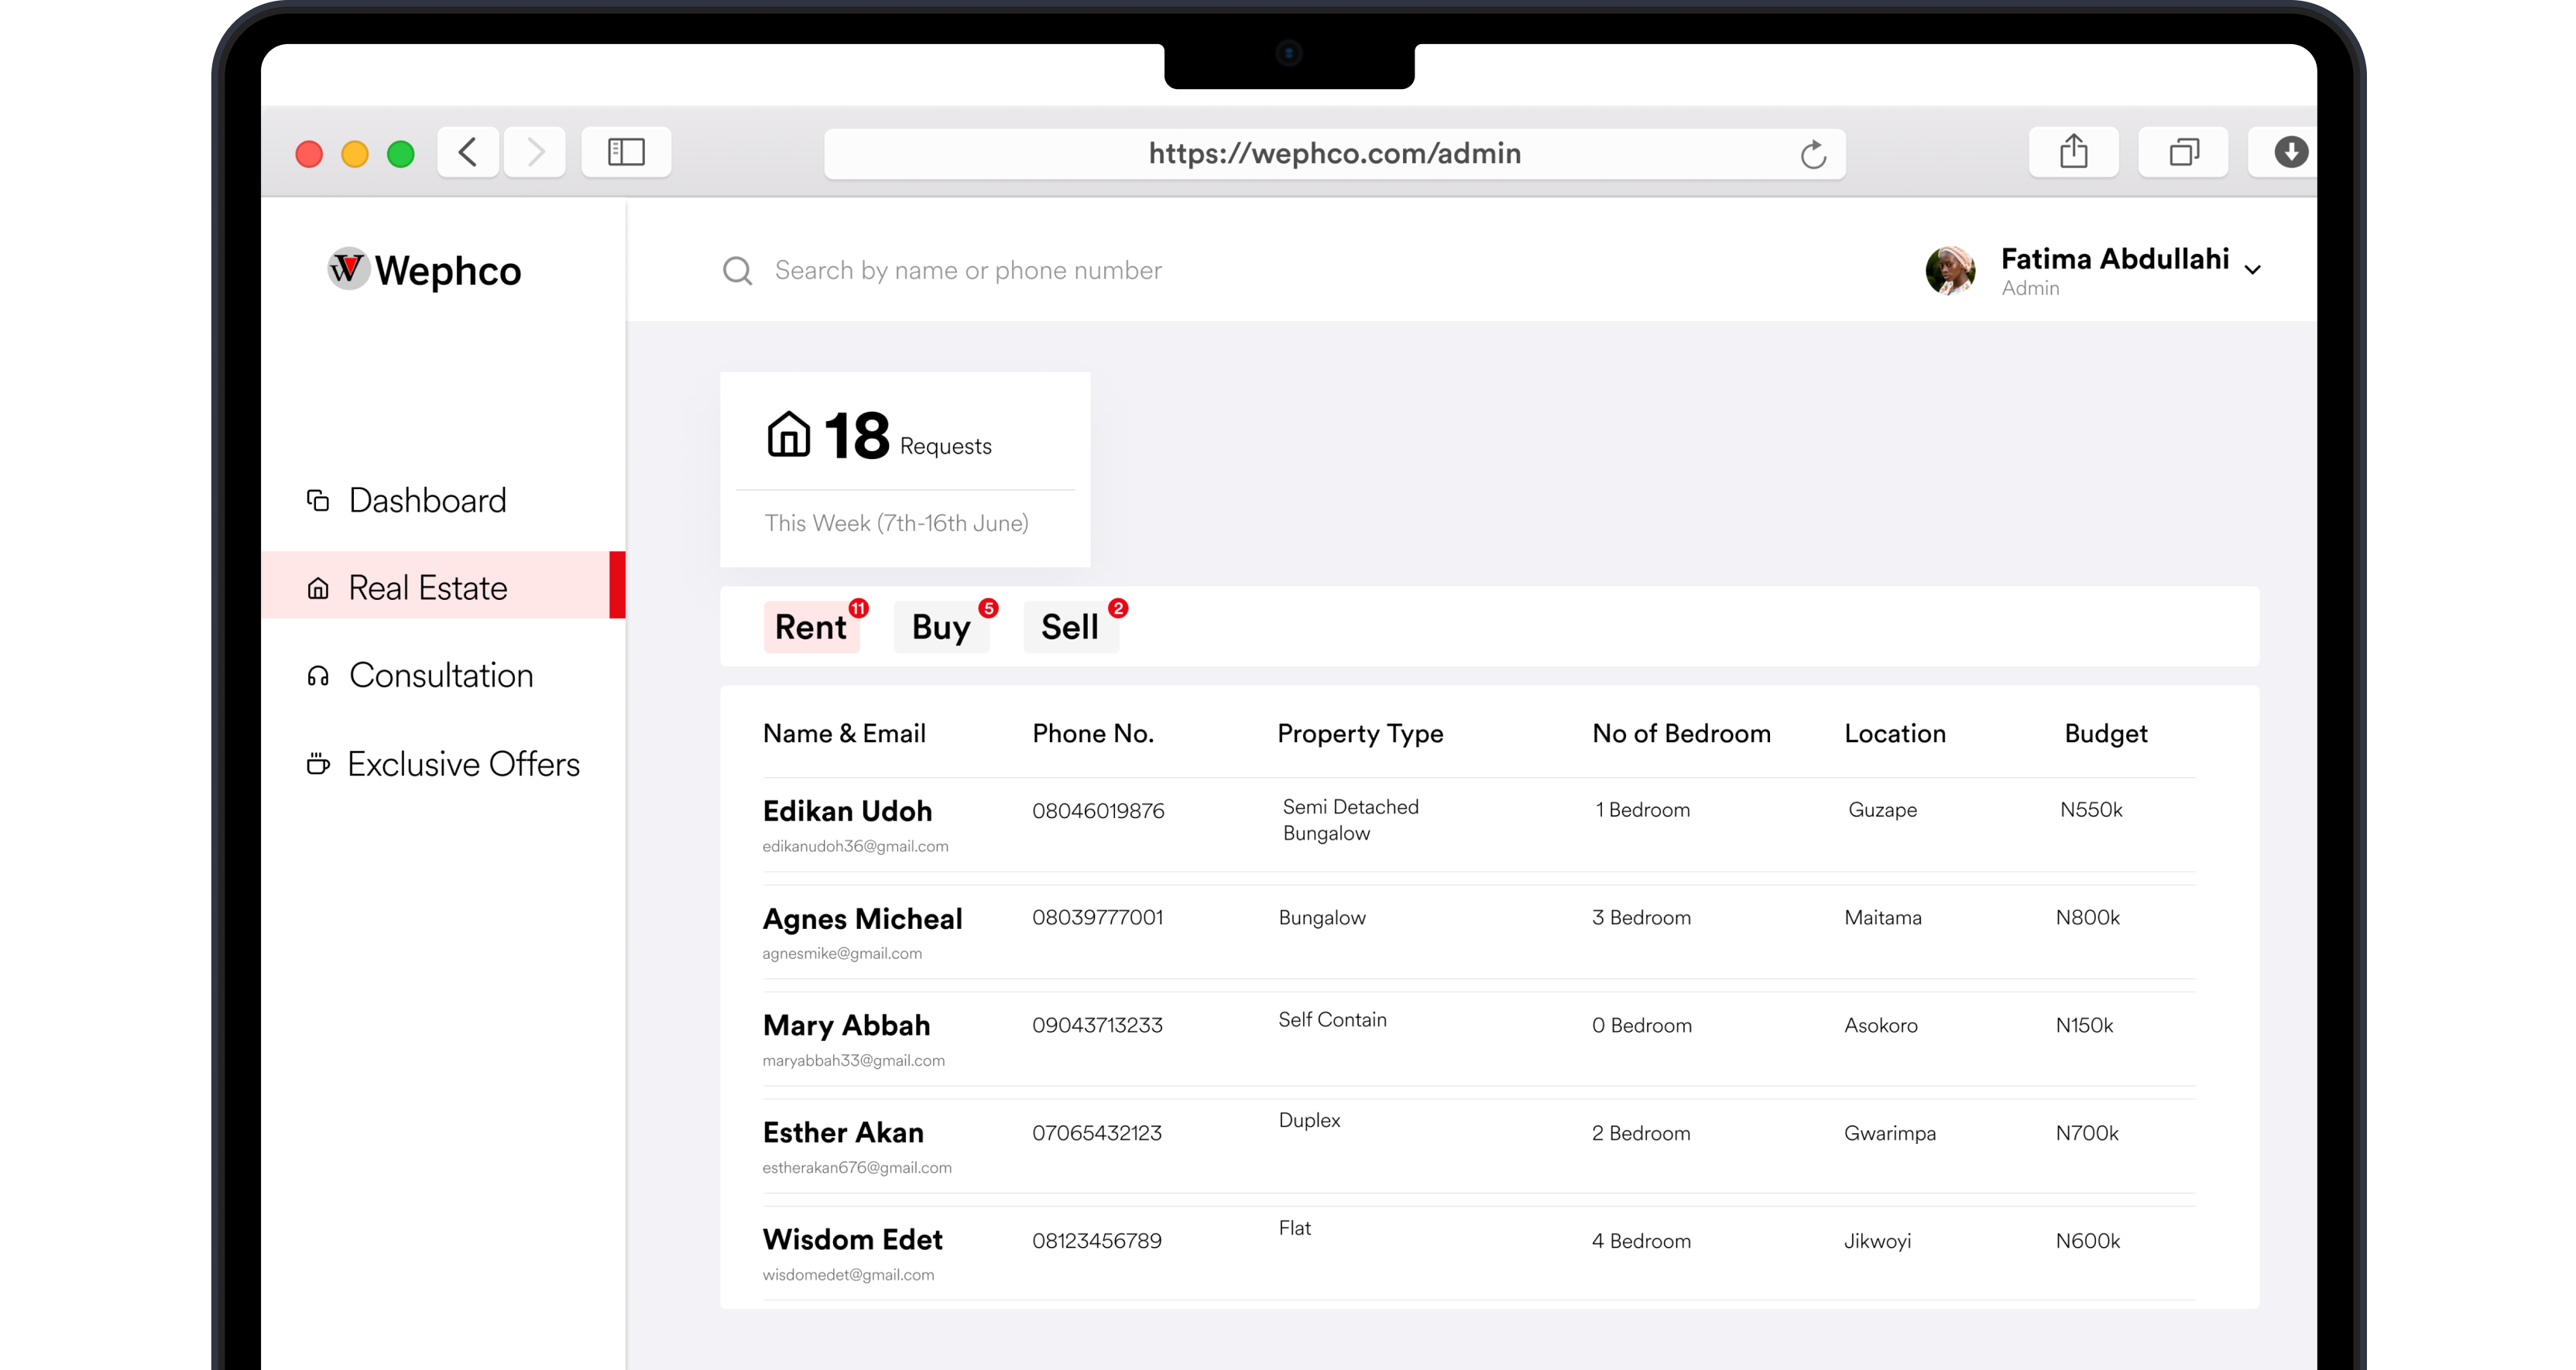 https://wephco.com/admin
Wephco
Search by name or phone number
Fatima Abdullahi
Admin
18 Requests
This Week (7th-16th June)
Dashboard
Real Estate
Consultation
Exclusive Offers
Rent 11 Buy 5 Sell 2
Name & Email Phone No. Property Type No of Bedroom Location Budget
Edikan Udoh 08046019876 Semi Detached 1 Bedroom Guzape N550k
Bungalow
edikanudoh36@gmail.com
Agnes Micheal 08039777001 Bungalow 3 Bedroom Maitama N800k
agnesmike@gmail.com
Mary Abbah 09043713233 Self Contain 0 Bedroom Asokoro N150k
maryabbah33@gmail.com
Esther Akan 07065432123 Duplex 2 Bedroom Gwarimpa N700k
estherakan676@gmail.com
Wisdom Edet 08123456789 Flat 4 Bedroom Jikwoyi N600k
wisdomedet@gmail.com